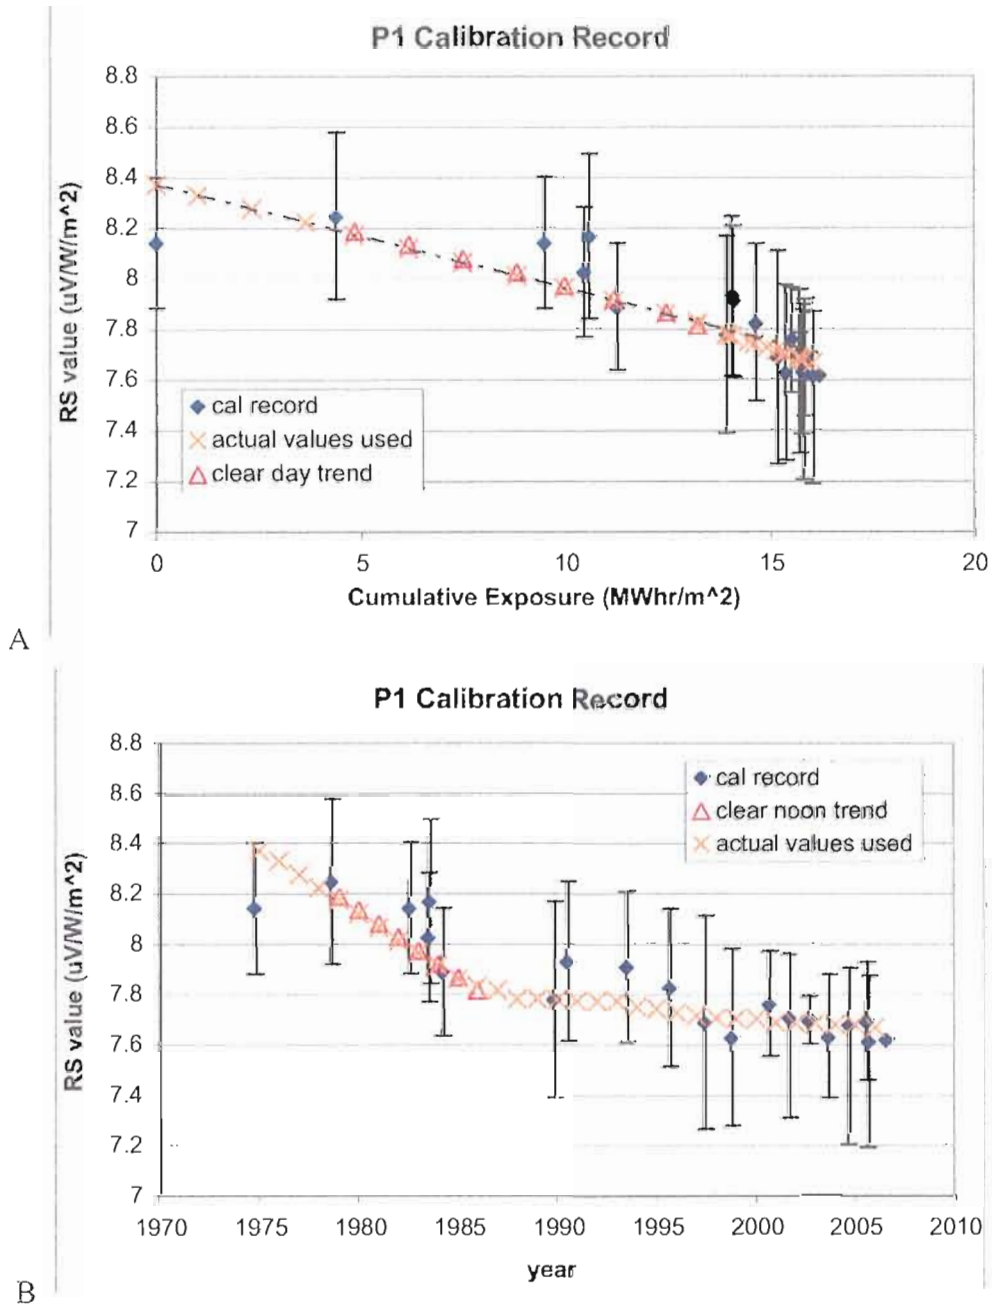 P1 Calibration Record
8.8
8.6
8.4
8.2
8
7.8
7.6
7.4
7.2
7
RS value (uV/W/m^2)
cal record
actual values used
clear day trend
0 5 10 15 20
Cumulative Exposure (MWhr/m^2)
A
P1 Calibration Record
8.8
8.6
8.4
8.2
8
7.8
7.6
7.4
7.2
7
RS value (uV/W/m^2)
cal record
clear noon trend
actual values used
1970 1975 1980 1985 1990 1995 2000 2005 2010
year
B